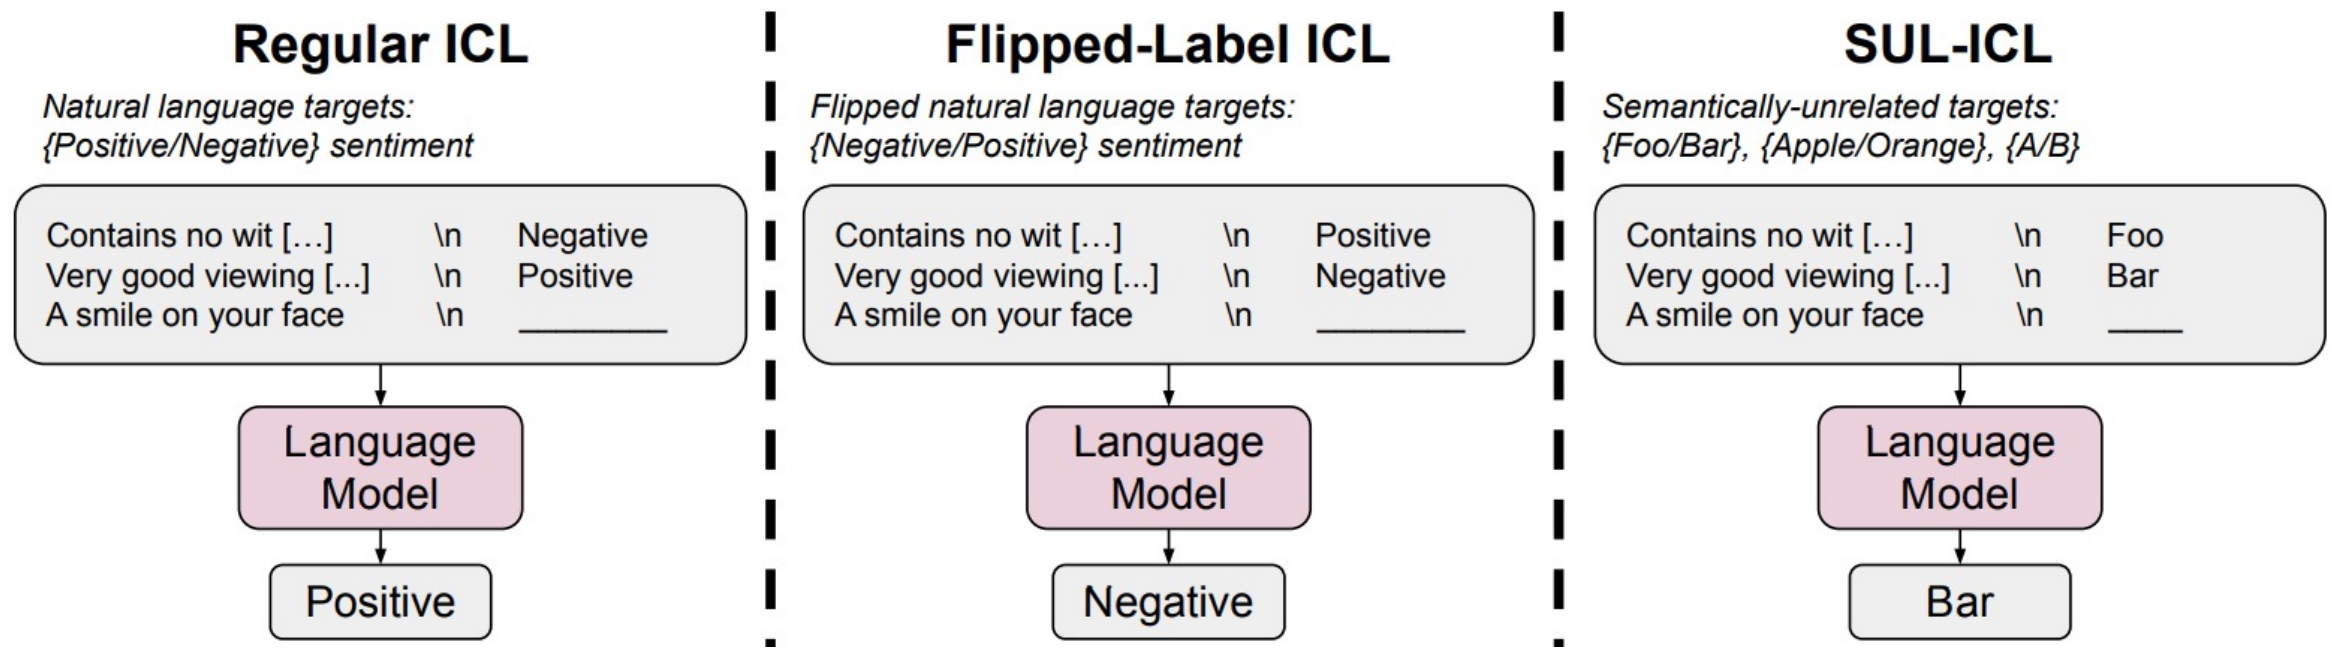 Regular ICL
Natural language targets:
{Positive/Negative} sentiment
Contains no wit […] \n Negative
Very good viewing [...] \n Positive
A smile on your face \n ________
Language
Model
Positive
Flipped-Label ICL
Flipped natural language targets:
{Negative/Positive} sentiment
Contains no wit […] \n Positive
Very good viewing [...] \n Negative
A smile on your face \n ________
Language
Model
Negative
SUL-ICL
Semantically-unrelated targets:
{Foo/Bar}, {Apple/Orange}, {A/B}
Contains no wit […] \n Foo
Very good viewing [...] \n Bar
A smile on your face \n ____
Language
Model
Bar